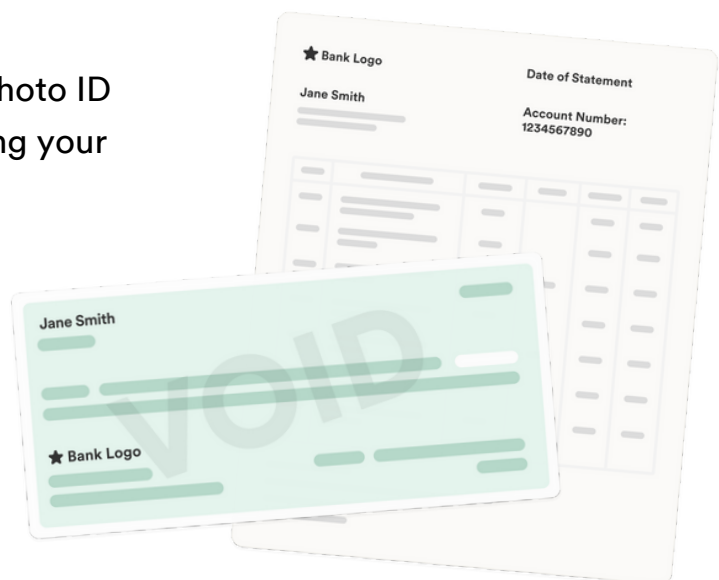 hoto ID
ng your
Bank Logo
Date of Statement
Jane Smith
Account Number:
1234567890
Jane Smith
VOID
Bank Logo